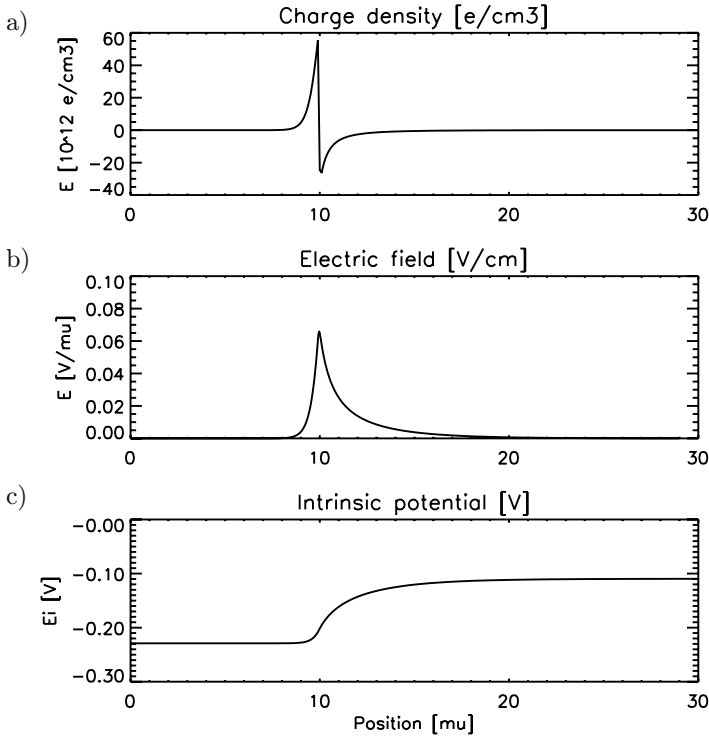 a)
Charge density [e/cm3]
E [10^12 e/cm3]
60
40
20
0
−20
−40
0 10 20 30
b)
Electric field [V/cm]
E [V/mu]
0.10
0.08
0.06
0.04
0.02
0.00
0 10 20 30
c)
Intrinsic potential [V]
Ei [V]
−0.00
−0.10
−0.20
−0.30
0 10 20 30
Position [mu]